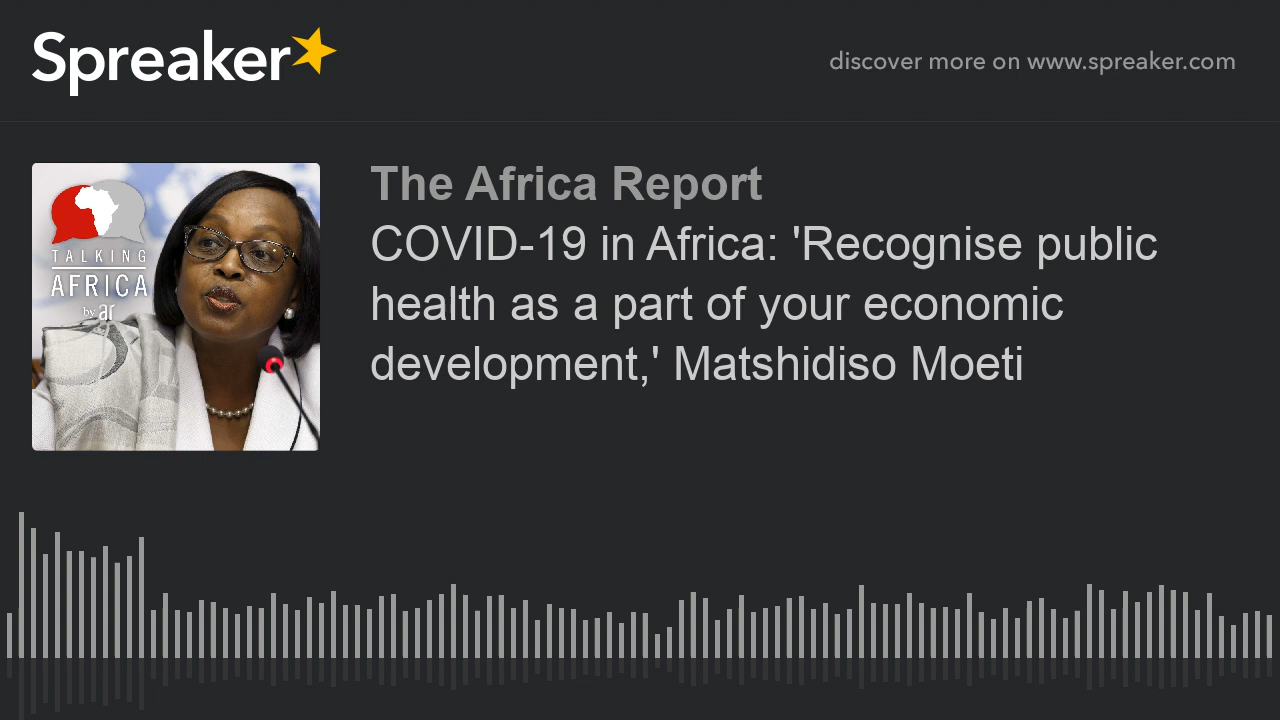 Spreaker
discover more on www.spreaker.com
TALKING
AFRICA
by ar
The Africa Report
COVID-19 in Africa: 'Recognise public
health as a part of your economic
development,' Matshidiso Moeti